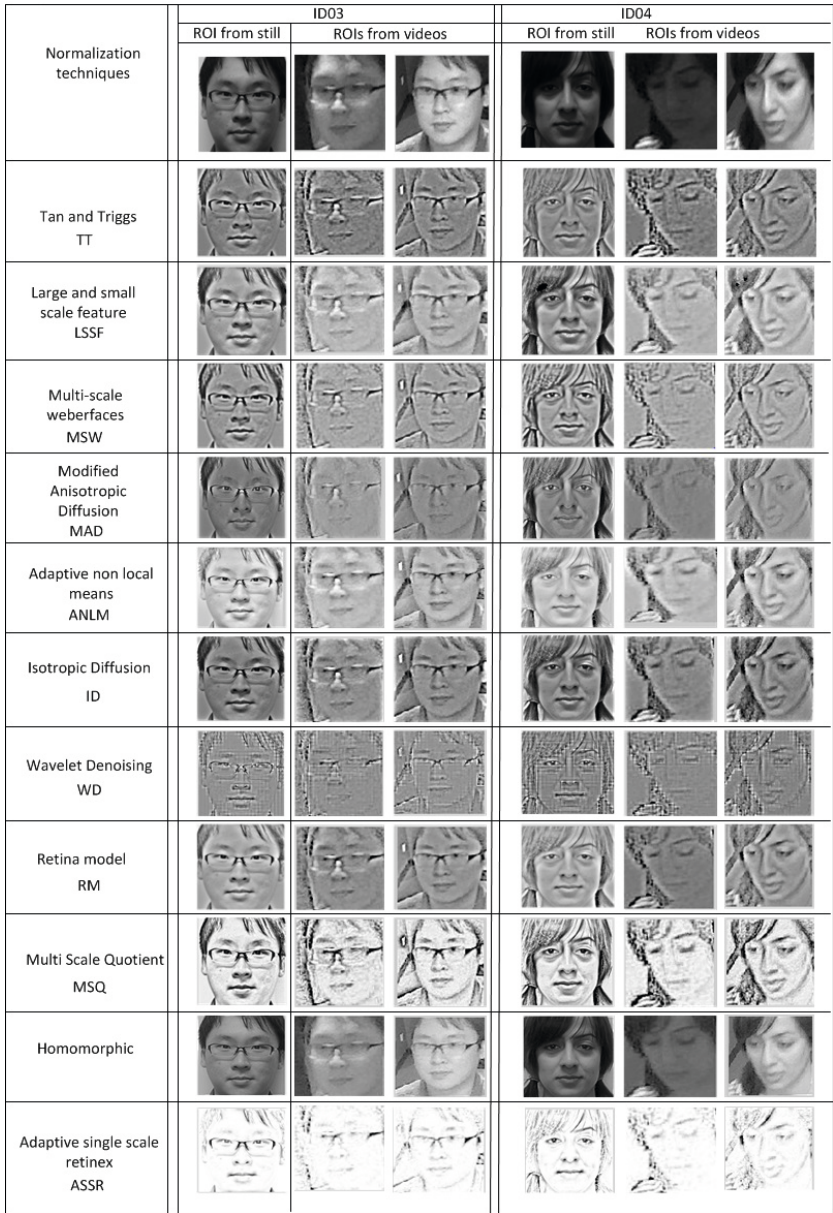 ID03
ID04
ROI from still
ROIs from videos
ROI from still
ROIs from videos
Normalization
techniques
Tan and Triggs
TT
Large and small
scale feature
LSSF
Multi-scale
weberfaces
MSW
Modified
Anisotropic
Diffusion
MAD
Adaptive non local
means
ANLM
Isotropic Diffusion
ID
Wavelet Denoising
WD
Retina model
RM
Multi Scale Quotient
MSQ
Homomorphic
Adaptive single scale
retinex
ASSR